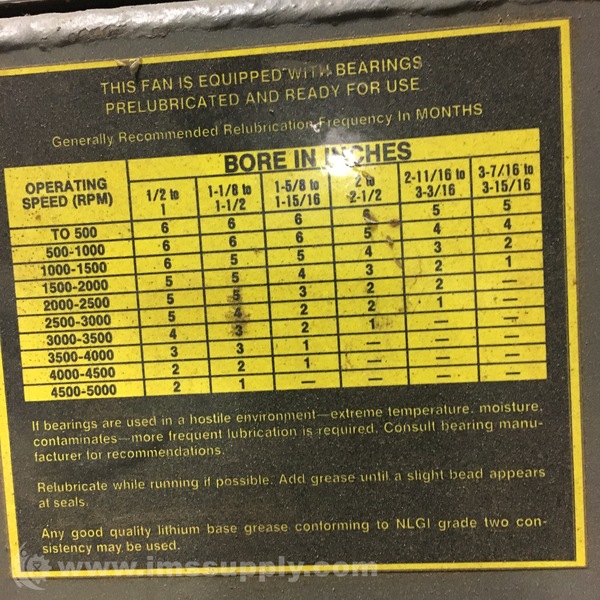 THIS FAN IS EQUIPPED WITH BEARINGS
PRELUBRICATED AND READY FOR USE
Generally Recommended Relubrication Frequency In MONTHS
BORE IN INCHES
OPERATING SPEED (RPM) 1/2 to 1 1-1/8 to 1-1/2 1-5/8 to 1-15/16 2 to 2-1/2 2-11/16 to 3-3/16 3-7/16 to 3-15/16
TO 500 6 6 6 5 5
500-1000 6 6 6 5 4 4
1000-1500 6 5 5 4 3 2
1500-2000 5 5 4 3 2 1
2000-2500 5 5 3 2 2 —
2500-3000 5 4 2 2 1 —
3000-3500 4 3 2 1 — —
3500-4000 3 3 1 — — —
4000-4500 2 2 1 — — —
4500-5000 2 1 — — — —
If bearings are used in a hostile environment—extreme temperature, moisture,
contaminates—more frequent lubrication is required. Consult bearing manu-
facturer for recommendations.
Relubricate while running if possible. Add grease until a slight bead appears
at seals.
Any good quality lithium base grease conforming to NLGI grade two con-
sistency may be used.
www.imssupply.com